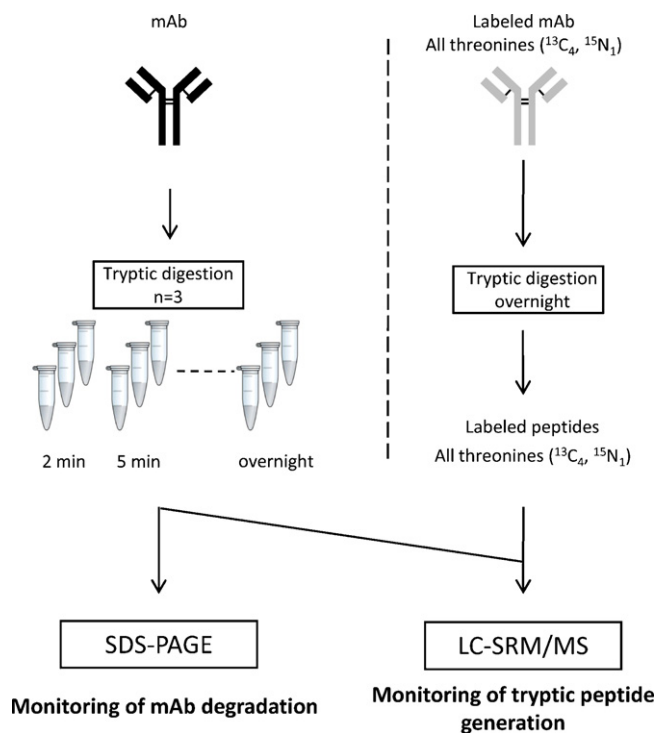 mAb
Tryptic digestion
n=3
2 min
5 min
overnight
Labeled mAb
All threonines (¹³C₄, ¹⁵N₁)
Tryptic digestion
overnight
Labeled peptides
All threonines (¹³C₄, ¹⁵N₁)
SDS-PAGE
Monitoring of mAb degradation
LC-SRM/MS
Monitoring of tryptic peptide
generation